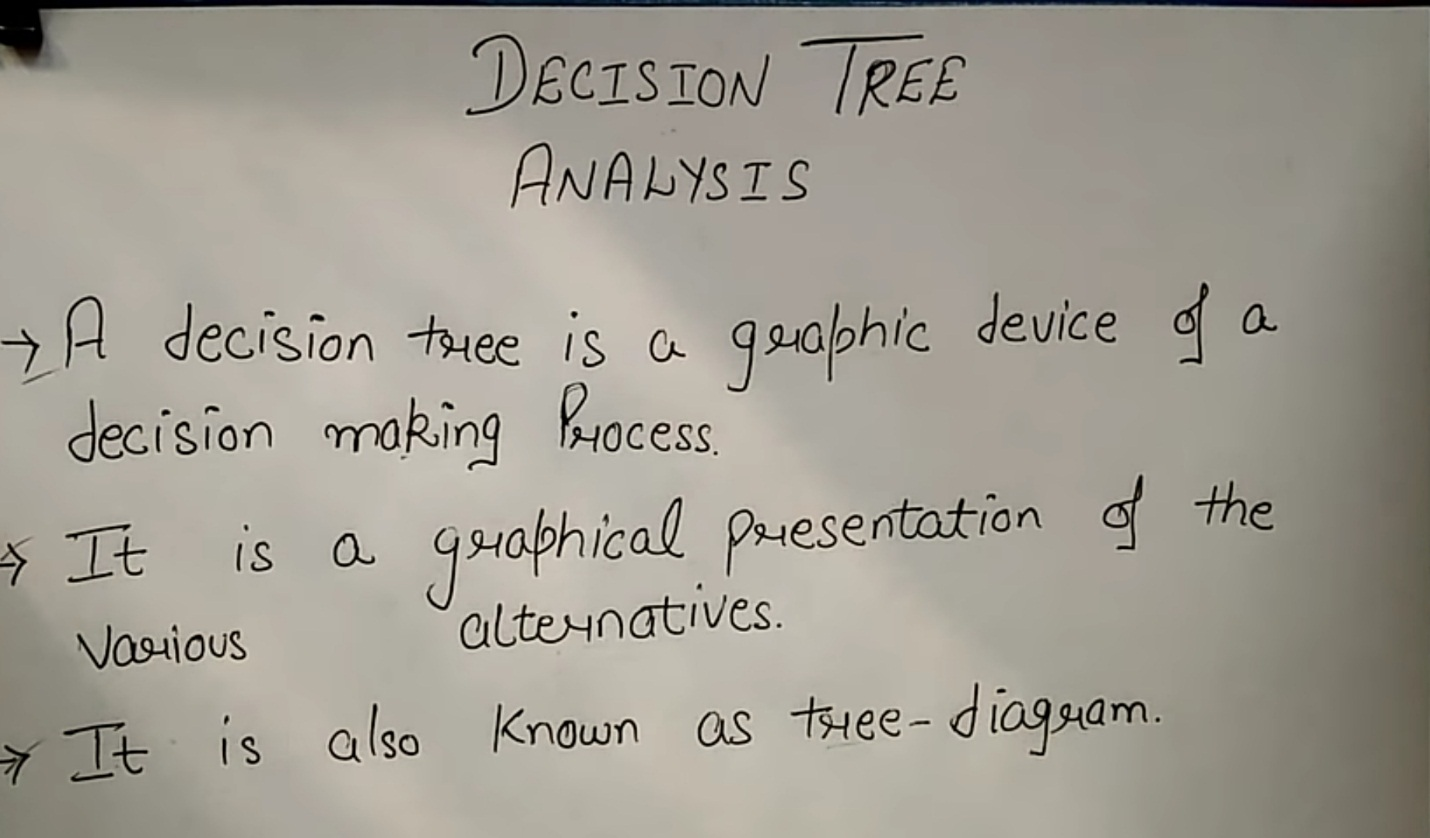 DECISION TREE
ANALYSIS
→ A decision tree is a graphic device of a
decision making Process.
→ It is a graphical presentation of the
various alternatives.
→ It is also known as tree-diagram.